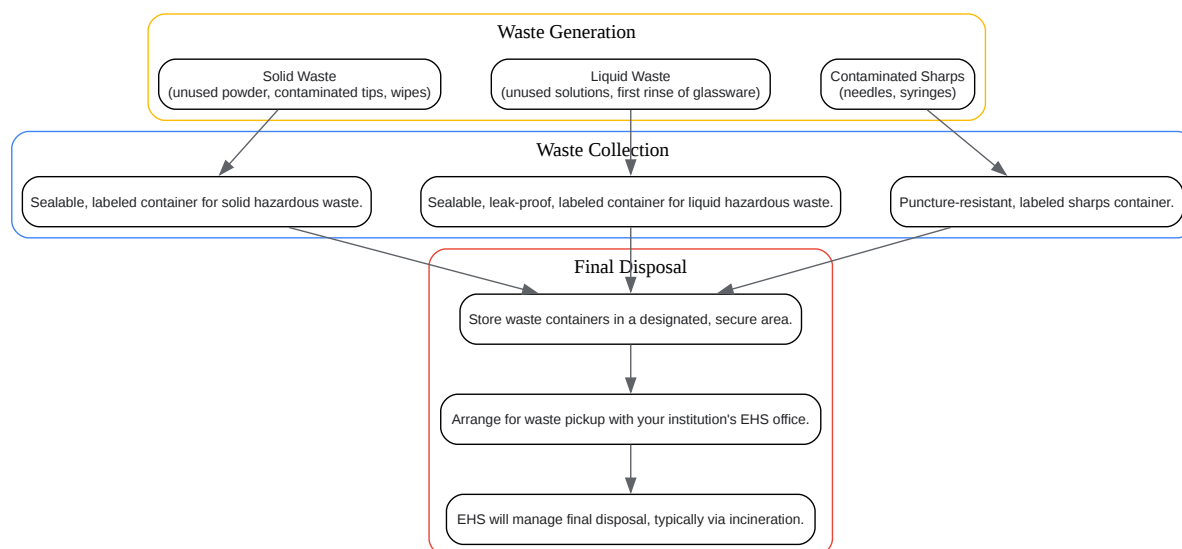 Waste Generation
Solid Waste
(unused powder, contaminated tips, wipes)
Liquid Waste
(unused solutions, first rinse of glassware)
Contaminated Sharps
(needles, syringes)
Waste Collection
Sealable, labeled container for solid hazardous waste.
Sealable, leak-proof, labeled container for liquid hazardous waste.
Puncture-resistant, labeled sharps container.
Final Disposal
Store waste containers in a designated, secure area.
Arrange for waste pickup with your institution's EHS office.
EHS will manage final disposal, typically via incineration.